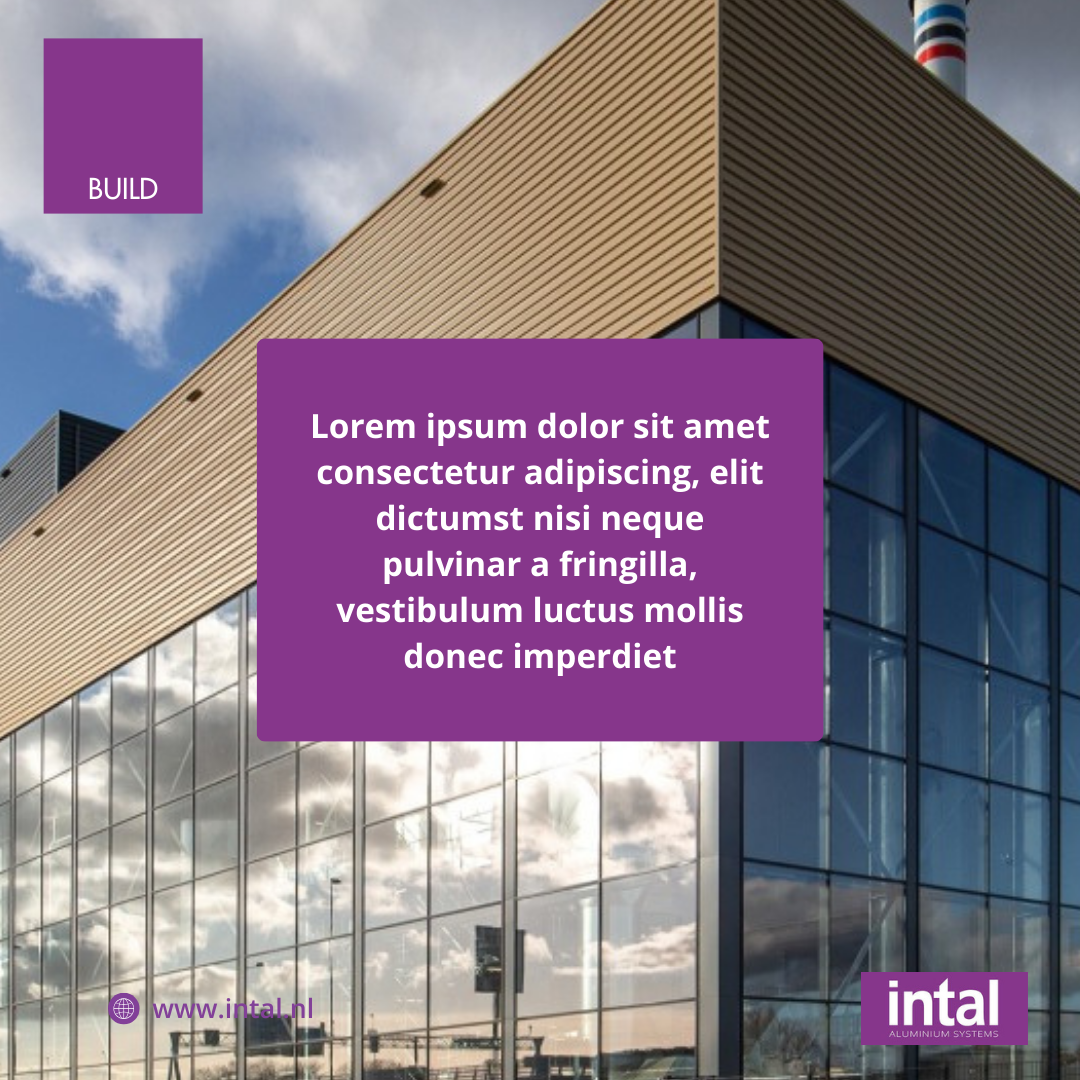 BUILD
Lorem ipsum dolor sit amet
consectetur adipiscing, elit
dictumst nisi neque
pulvinar a fringilla,
vestibulum luctus mollis
donec imperdiet
www.intal.nl
intal
ALUMINIUM SYSTEMS